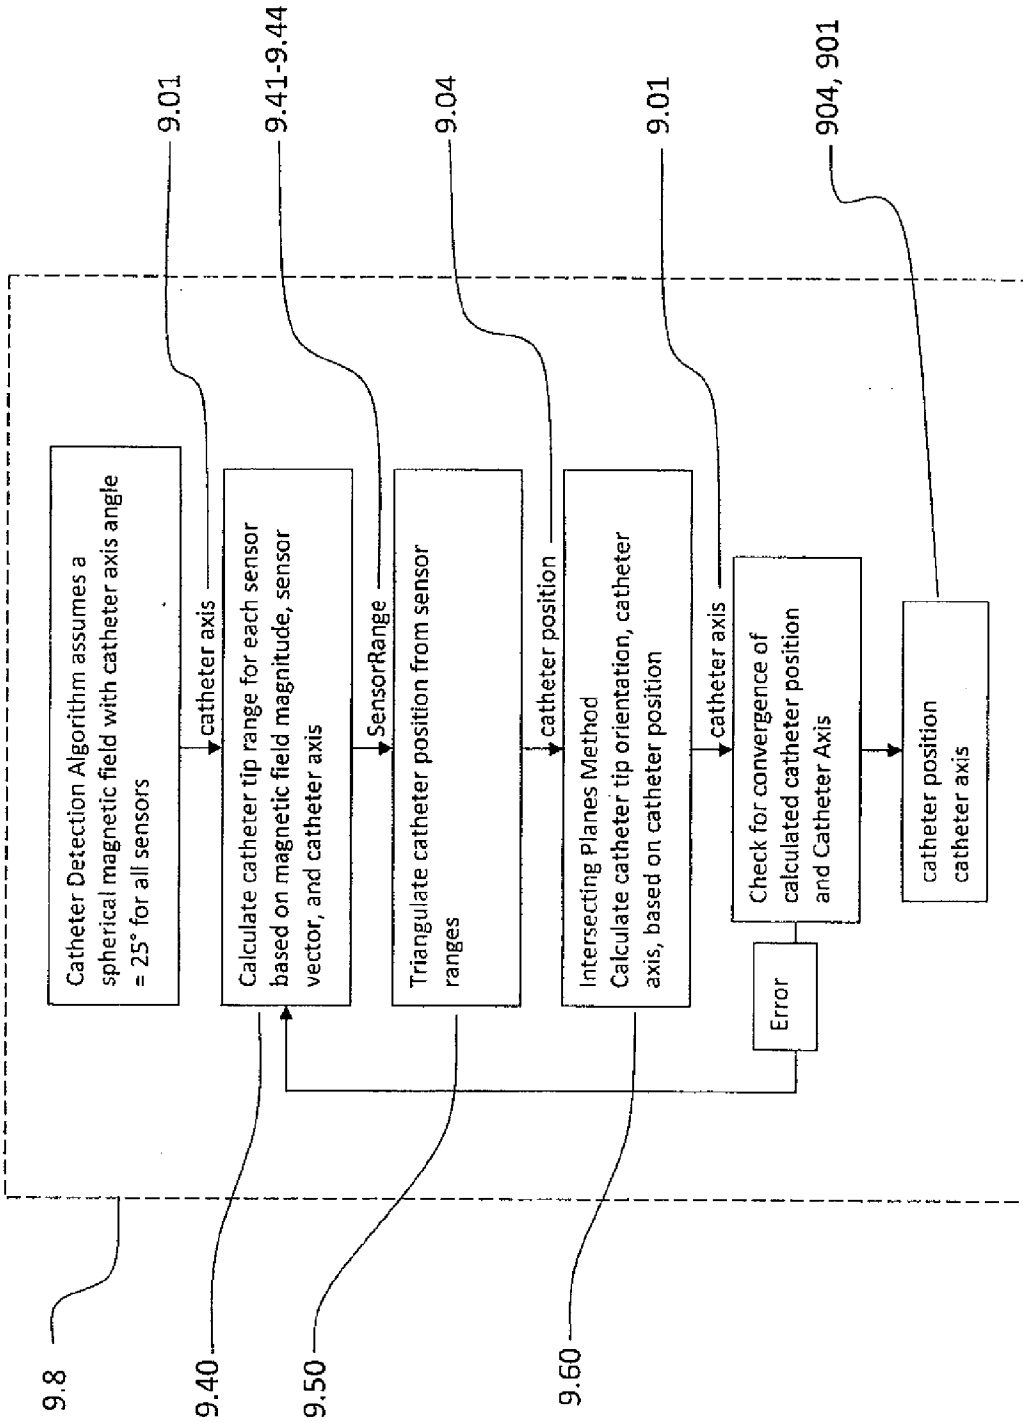 9.8
Catheter Detection Algorithm assumes a
spherical magnetic field with catheter axis angle
= 25° for all sensors
catheter axis
9.01
9.40
Calculate catheter tip range for each sensor
based on magnetic field magnitude, sensor
vector, and catheter axis
SensorRange
9.41-9.44
9.50
Triangulate catheter position from sensor
ranges
catheter position
9.04
9.60
Intersecting Planes Method
Calculate catheter tip orientation, catheter
axis, based on catheter position
catheter axis
9.01
Check for convergence of
calculated catheter position
and Catheter Axis
Error
catheter position
catheter axis
904, 901